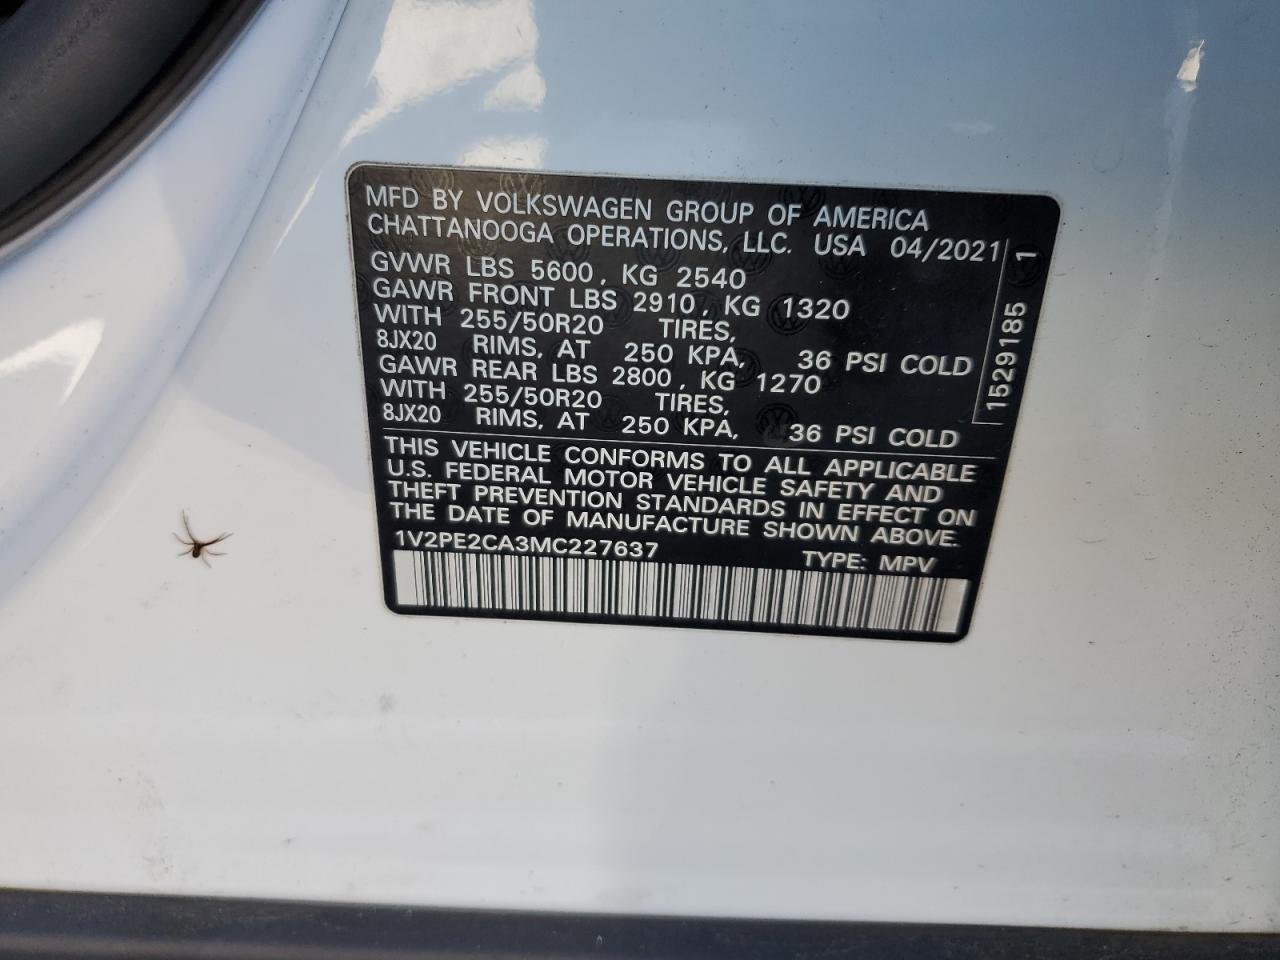 MFD BY VOLKSWAGEN GROUP OF AMERICA
CHATTANOOGA OPERATIONS, LLC. USA 04/2021
GVWR LBS 5600, KG 2540
GAWR FRONT LBS 2910, KG 1320
WITH 255/50R20 TIRES,
8JX20 RIMS, AT 250 KPA, 36 PSI COLD
GAWR REAR LBS 2800, KG 1270
WITH 255/50R20 TIRES,
8JX20 RIMS, AT 250 KPA, 36 PSI COLD
1529185 1
THIS VEHICLE CONFORMS TO ALL APPLICABLE
U.S. FEDERAL MOTOR VEHICLE SAFETY AND
THEFT PREVENTION STANDARDS IN EFFECT ON
THE DATE OF MANUFACTURE SHOWN ABOVE.
1V2PE2CA3MC227637 TYPE: MPV